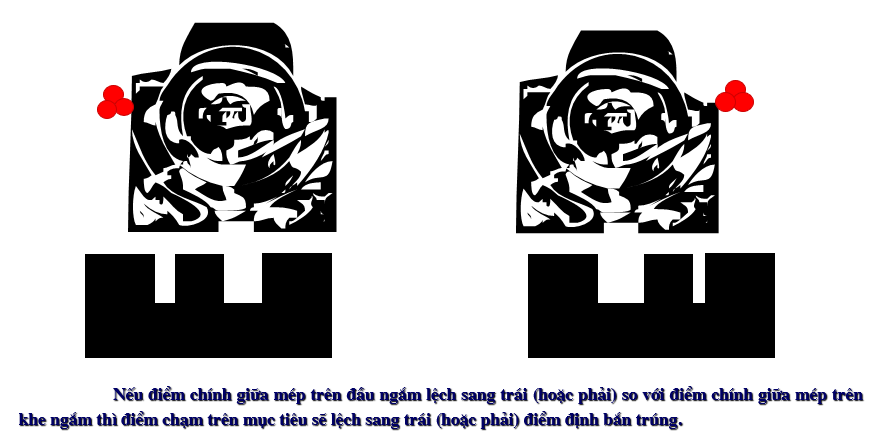 Nếu điểm chính giữa mép trên đầu ngắm lệch sang trái (hoặc phải) so với điểm chính giữa mép trên
khe ngắm thì điểm chạm trên mục tiêu sẽ lệch sang trái (hoặc phải) điểm định bắn trúng.